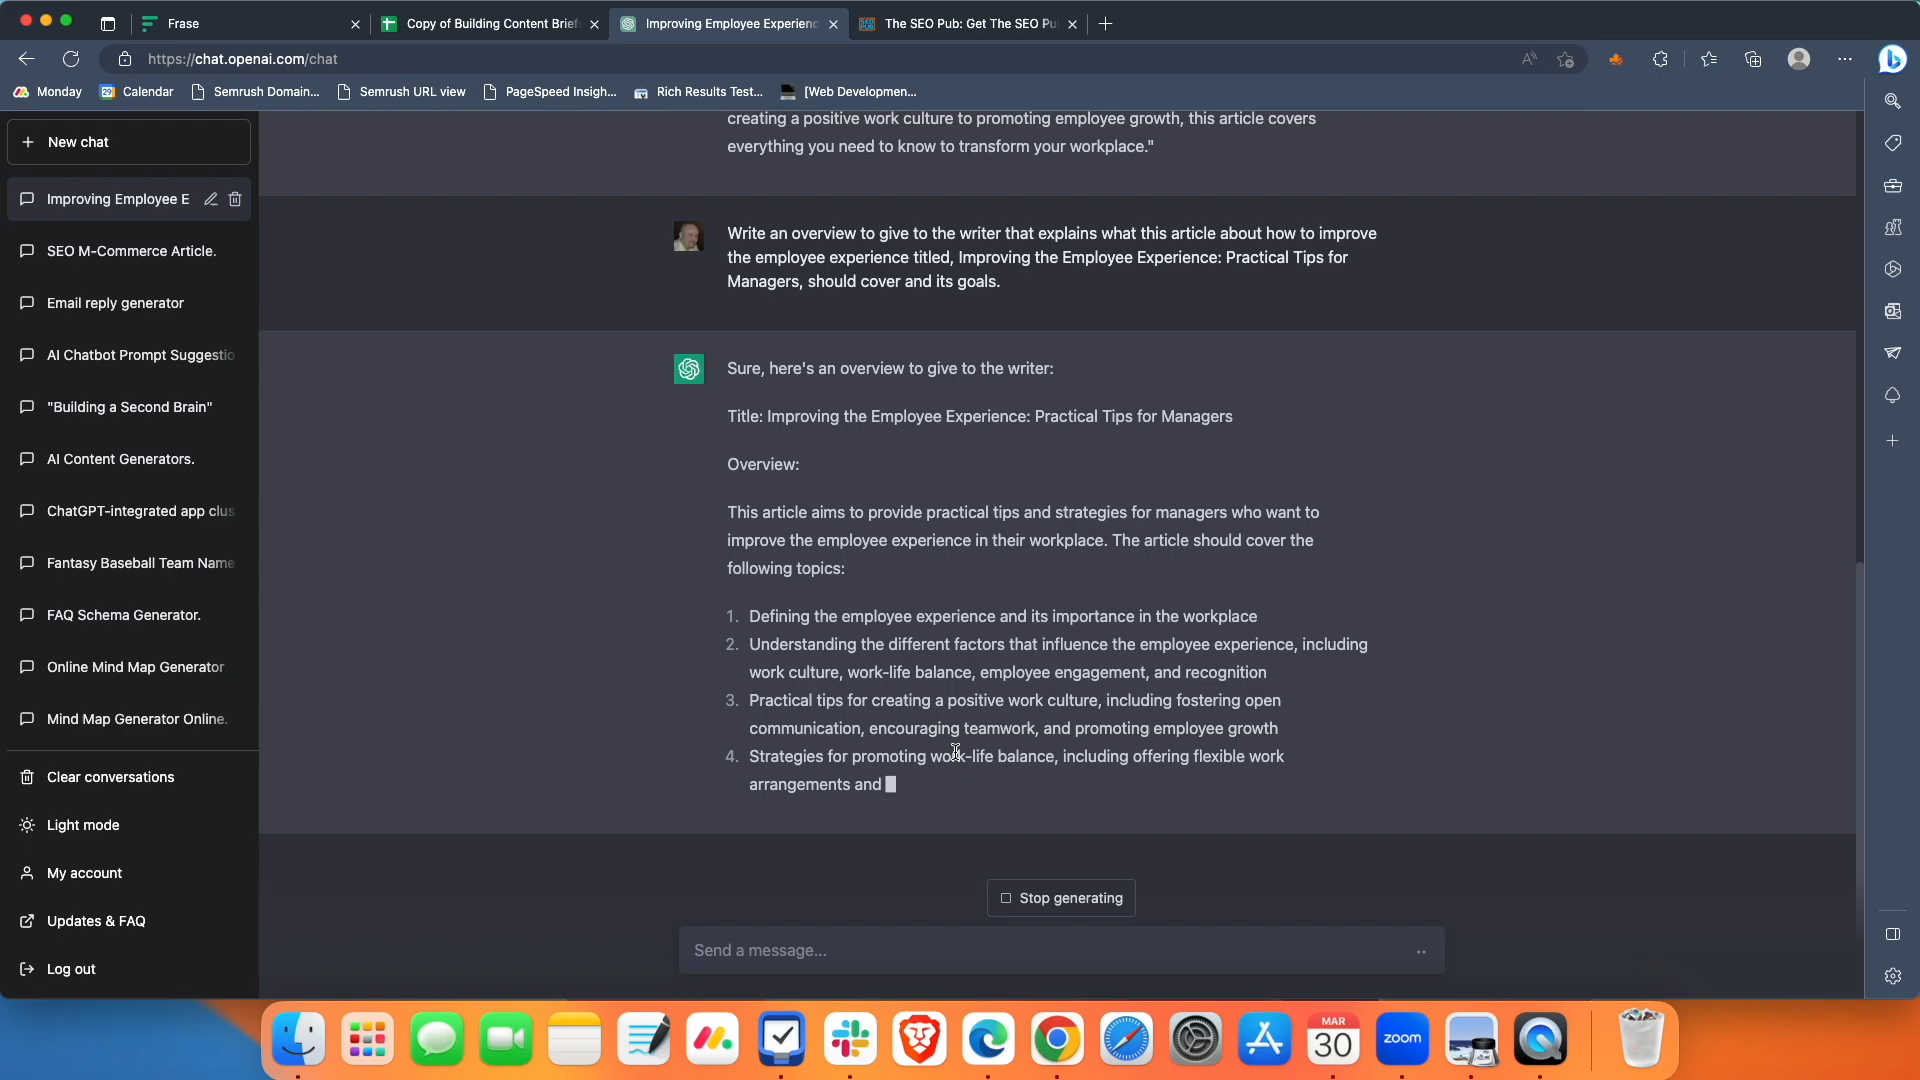 Frase
Copy of Building Content Brief
Improving Employee Experienc
The SEO Pub: Get The SEO Pu
https://chat.openai.com/chat
Monday
Calendar
Semrush Domain...
Semrush URL view
PageSpeed Insigh...
Rich Results Test...
[Web Developmen...
New chat
Improving Employee E
SEO M-Commerce Article.
Email reply generator
AI Chatbot Prompt Suggestio
"Building a Second Brain"
AI Content Generators.
ChatGPT-integrated app clus
Fantasy Baseball Team Name
FAQ Schema Generator.
Online Mind Map Generator
Mind Map Generator Online.
Clear conversations
Light mode
My account
Updates & FAQ
Log out
creating a positive work culture to promoting employee growth, this article covers
everything you need to know to transform your workplace."
Write an overview to give to the writer that explains what this article about how to improve
the employee experience titled, Improving the Employee Experience: Practical Tips for
Managers, should cover and its goals.
Sure, here's an overview to give to the writer:
Title: Improving the Employee Experience: Practical Tips for Managers
Overview:
This article aims to provide practical tips and strategies for managers who want to
improve the employee experience in their workplace. The article should cover the
following topics:
1. Defining the employee experience and its importance in the workplace
2. Understanding the different factors that influence the employee experience, including
work culture, work-life balance, employee engagement, and recognition
3. Practical tips for creating a positive work culture, including fostering open
communication, encouraging teamwork, and promoting employee growth
4. Strategies for promoting work-life balance, including offering flexible work
arrangements and
Stop generating
Send a message...
MAR
30
zoom